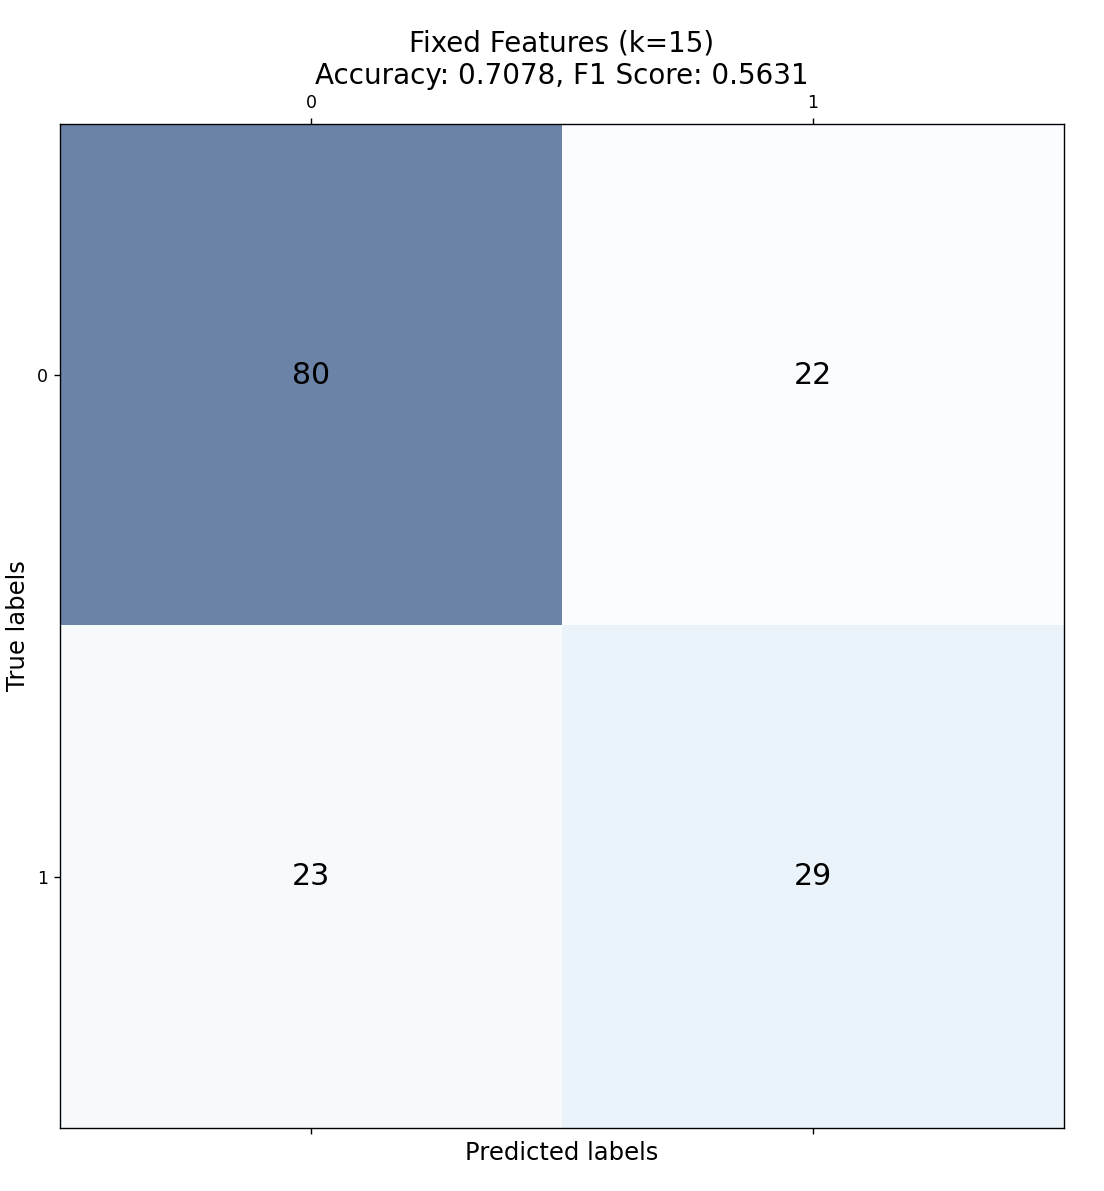 Fixed Features (k=15)
Accuracy: 0.7078, F1 Score: 0.5631
0 1
0 80 22
True labels
1 23 29
Predicted labels